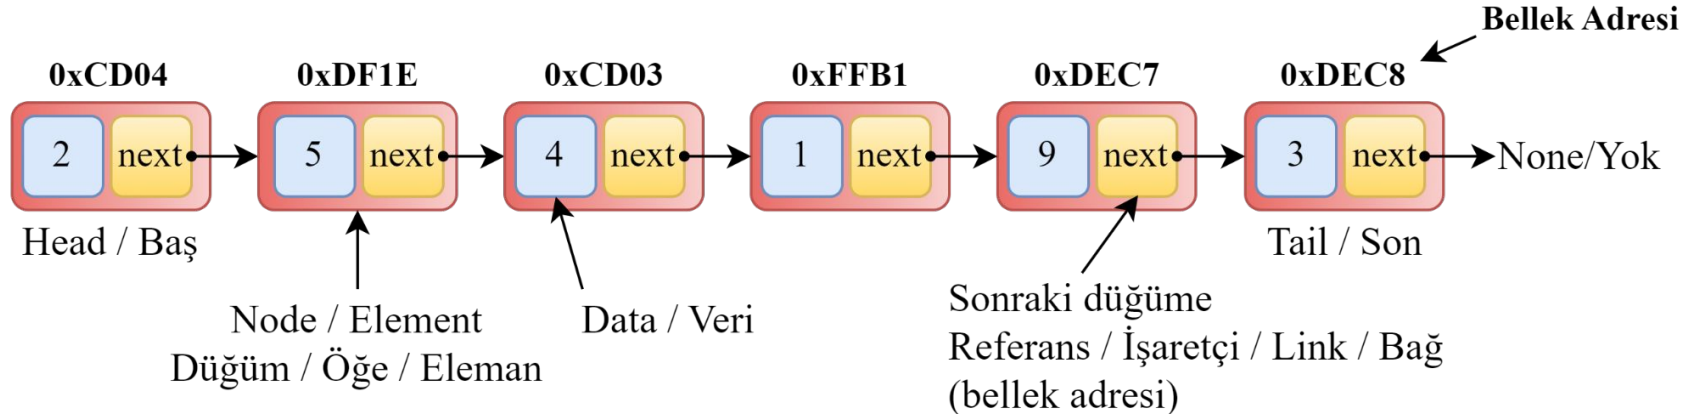 Bellek Adresi
0xCD04 0xDF1E 0xCD03 0xFFB1 0xDEC7 0xDEC8
2 next 5 next 4 next 1 next 9 next 3 next None/Yok
Head / Baş
Tail / Son
Node / Element
Düğüm / Öğe / Eleman
Data / Veri
Sonraki düğüme
Referans / İşaretçi / Link / Bağ
(bellek adresi)